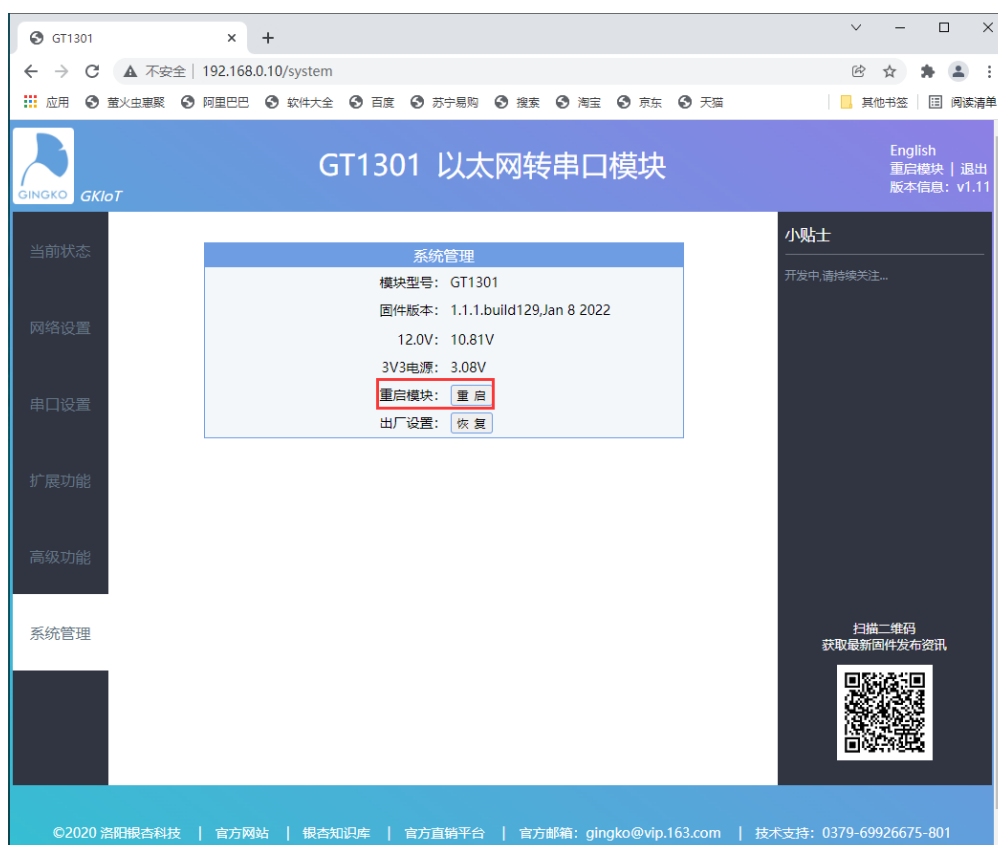 GT1301
不安全 | 192.168.0.10/system
应用 萤火虫惠聚 阿里巴巴 软件大全 百度 苏宁易购 搜索 淘宝 京东 天猫 其他书签 阅读清单
GINGKO GKIoT
GT1301 以太网转串口模块
English
重启模块 | 退出
版本信息：v1.11
当前状态
网络设置
串口设置
扩展功能
高级功能
系统管理
系统管理
模块型号： GT1301
固件版本： 1.1.1.build129,Jan 8 2022
12.0V： 10.81V
3V3电源： 3.08V
重启模块： 重 启
出厂设置： 恢 复
小贴士
开发中,请持续关注...
扫描二维码
获取最新固件发布资讯
©2020 洛阳银杏科技 | 官方网站 | 银杏知识库 | 官方直销平台 | 官方邮箱：gingko@vip.163.com | 技术支持：0379-69926675-801